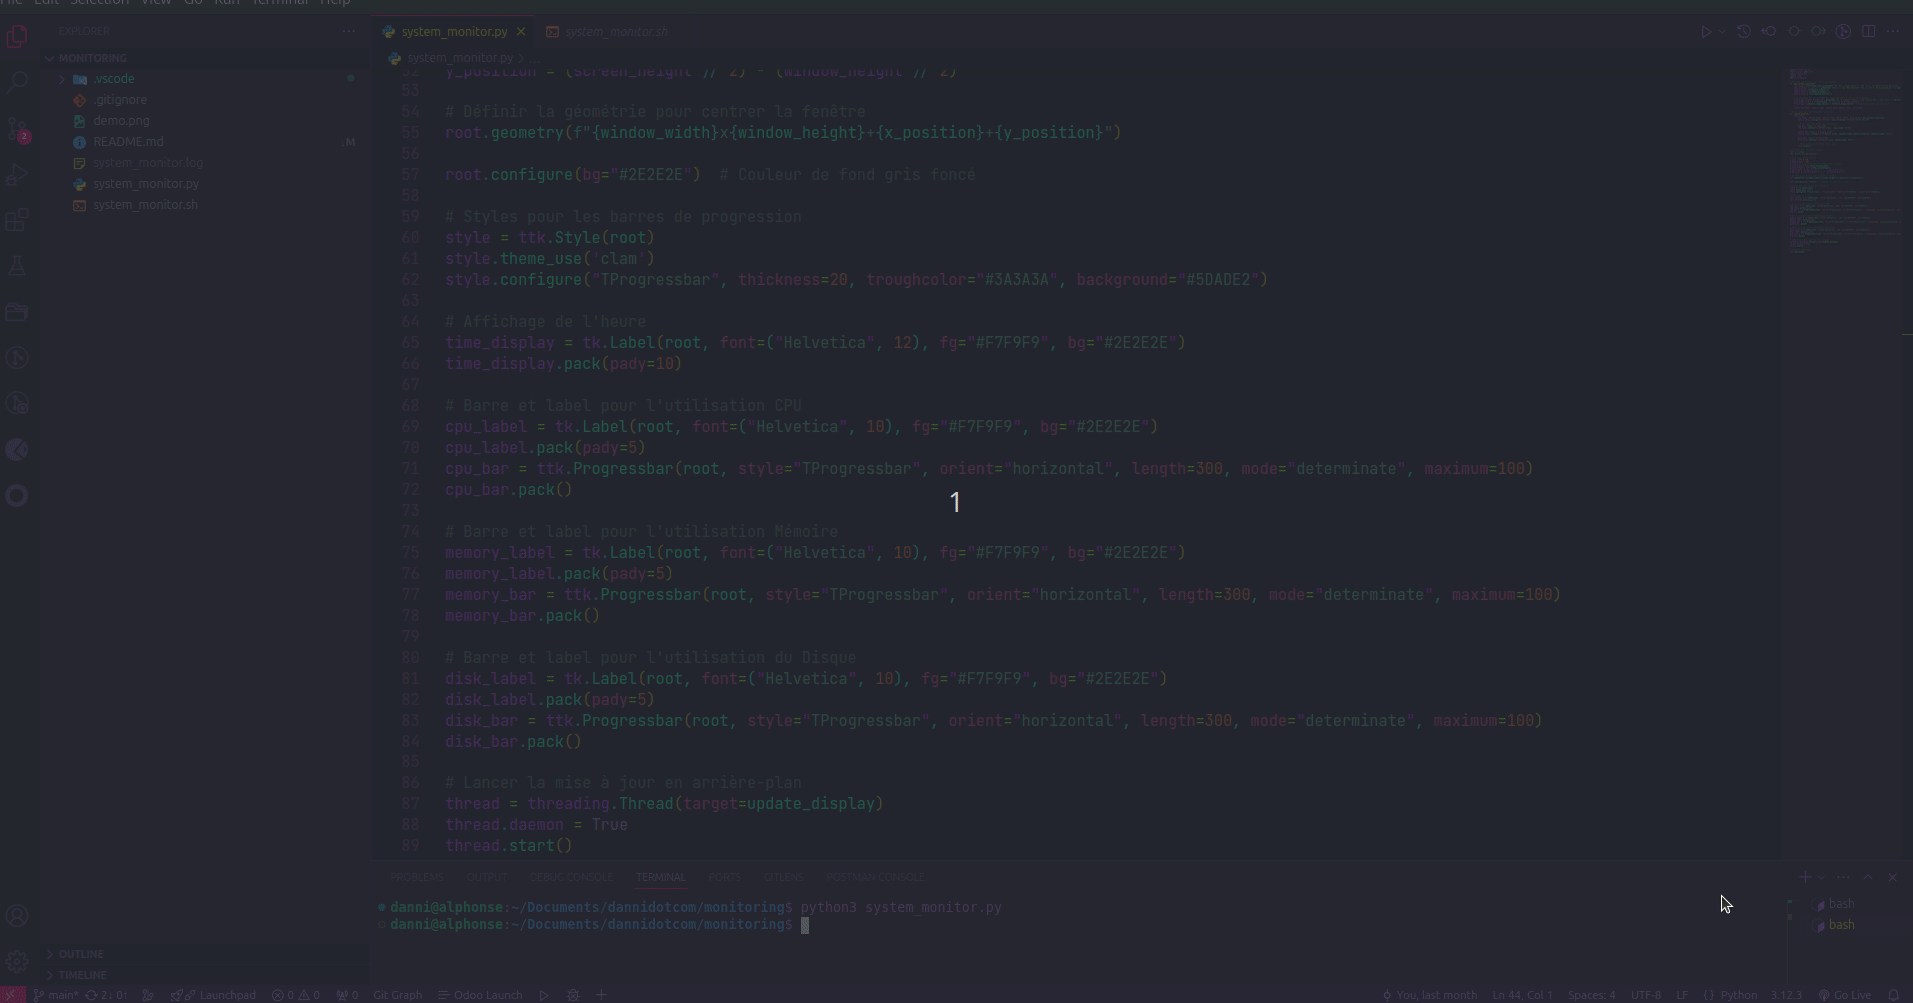 File Edit Selection View Go Run Terminal Help
EXPLORER
MONITORING
.vscode
.gitignore
demo.png
README.md ↓M
system_monitor.log
system_monitor.py
system_monitor.sh
2
OUTLINE
TIMELINE
system_monitor.py system_monitor.sh
system_monitor.py > ...
52 y_position = (screen_height // 2) - (window_height // 2)
53
54 # Définir la géométrie pour centrer la fenêtre
55 root.geometry(f"{window_width}x{window_height}+{x_position}+{y_position}")
56
57 root.configure(bg="#2E2E2E")  # Couleur de fond gris foncé
58
59 # Styles pour les barres de progression
60 style = ttk.Style(root)
61 style.theme_use('clam')
62 style.configure("TProgressbar", thickness=20, troughcolor="#3A3A3A", background="#5DADE2")
63
64 # Affichage de l'heure
65 time_display = tk.Label(root, font=("Helvetica", 12), fg="#F7F9F9", bg="#2E2E2E")
66 time_display.pack(pady=10)
67
68 # Barre et label pour l'utilisation CPU
69 cpu_label = tk.Label(root, font=("Helvetica", 10), fg="#F7F9F9", bg="#2E2E2E")
70 cpu_label.pack(pady=5)
71 cpu_bar = ttk.Progressbar(root, style="TProgressbar", orient="horizontal", length=300, mode="determinate", maximum=100)
72 cpu_bar.pack()
1
73
74 # Barre et label pour l'utilisation Mémoire
75 memory_label = tk.Label(root, font=("Helvetica", 10), fg="#F7F9F9", bg="#2E2E2E")
76 memory_label.pack(pady=5)
77 memory_bar = ttk.Progressbar(root, style="TProgressbar", orient="horizontal", length=300, mode="determinate", maximum=100)
78 memory_bar.pack()
79
80 # Barre et label pour l'utilisation du Disque
81 disk_label = tk.Label(root, font=("Helvetica", 10), fg="#F7F9F9", bg="#2E2E2E")
82 disk_label.pack(pady=5)
83 disk_bar = ttk.Progressbar(root, style="TProgressbar", orient="horizontal", length=300, mode="determinate", maximum=100)
84 disk_bar.pack()
85
86 # Lancer la mise à jour en arrière-plan
87 thread = threading.Thread(target=update_display)
88 thread.daemon = True
89 thread.start()
PROBLEMS OUTPUT DEBUG CONSOLE TERMINAL PORTS GITLENS POSTMAN CONSOLE
danni@alphonse:~/Documents/dannidotcom/monitoring$ python3 system_monitor.py
danni@alphonse:~/Documents/dannidotcom/monitoring$
bash
bash
main* 2↓ 0↑ Launchpad 0 0 0 Git Graph Odoo Launch You, last month Ln 44, Col 1 Spaces: 4 UTF-8 LF { } Python 3.12.3 Go Live